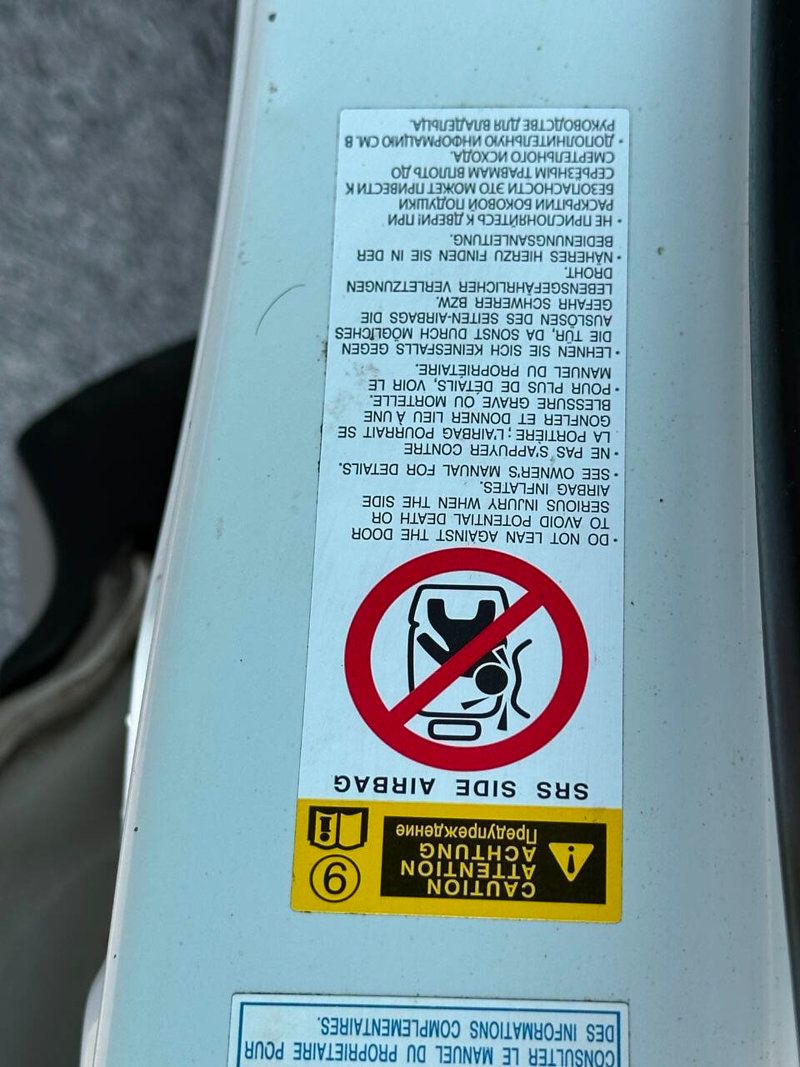 CONSULTER LE MANUEL DU PROPRIETAIRE POUR
DES INFORMATIONS COMPLEMENTAIRES.
CAUTION
ATTENTION
ACHTUNG
Предупреждение
6
SRS SIDE AIRBAG
• DO NOT LEAN AGAINST THE DOOR
TO AVOID POTENTIAL DEATH OR
SERIOUS INJURY WHEN THE SIDE
AIRBAG INFLATES.
• SEE OWNER'S MANUAL FOR DETAILS.
• NE PAS S'APPUYER CONTRE
LA PORTIÈRE ; L'AIRBAG POURRAIT SE
GONFLER ET DONNER LIEU À UNE
BLESSURE GRAVE OU MORTELLE.
• POUR PLUS DE DÉTAILS, VOIR LE
MANUEL DU PROPRIÉTAIRE.
• LEHNEN SIE SICH KEINESFALLS GEGEN
DIE TÜR, DA SONST DURCH MÖGLICHES
AUSLÖSEN DES SEITEN-AIRBAGS DIE
GEFAHR SCHWERER BZW.
LEBENSGEFÄHRLICHER VERLETZUNGEN
DROHT.
• NÄHERES HIERZU FINDEN SIE IN DER
BEDIENUNGSANLEITUNG.
• НЕ ПРИСЛОНЯЙТЕСЬ К ДВЕРИ! ПРИ
РАСКРЫТИИ БОКОВОЙ ПОДУШКИ
БЕЗОПАСНОСТИ ЭТО МОЖЕТ ПРИВЕСТИ К
СЕРЬЁЗНЫМ ТРАВМАМ ВПЛОТЬ ДО
СМЕРТЕЛЬНОГО ИСХОДА.
• ДОПОЛНИТЕЛЬНУЮ ИНФОРМАЦИЮ СМ. В
РУКОВОДСТВЕ ДЛЯ ВЛАДЕЛЬЦА.